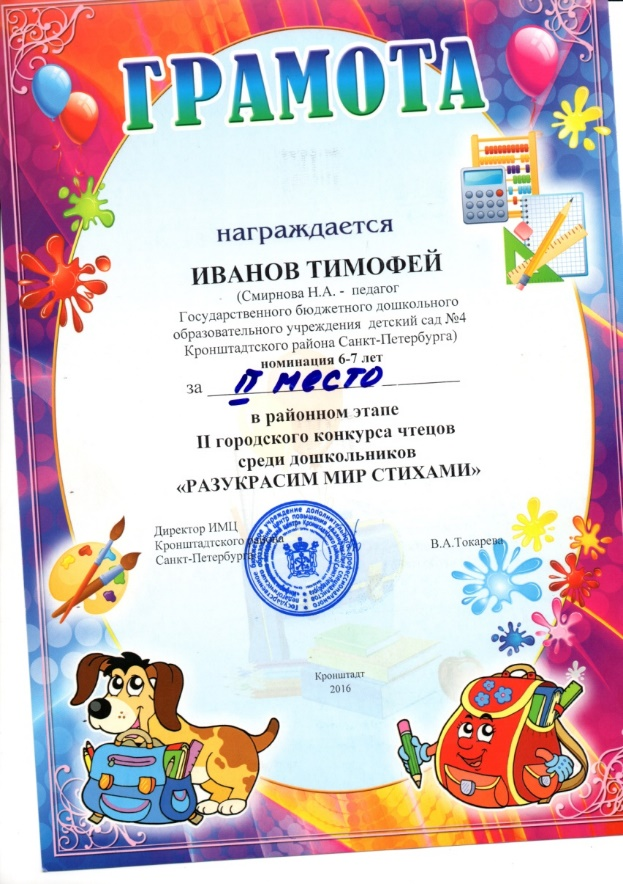 ГРАМОТА
награждается
ИВАНОВ ТИМОФЕЙ
(Смирнова Н.А. - педагог
Государственного бюджетного дошкольного
образовательного учреждения детский сад №4
Кронштадтского района Санкт-Петербурга)
номинация 6-7 лет
за II место
в районном этапе
II городского конкурса чтецов
среди дошкольников
«РАЗУКРАСИМ МИР СТИХАМИ»
Директор ИМЦ
Кронштадтского района
Санкт-Петербурга
В.А.Токарева
Кронштадт
2016